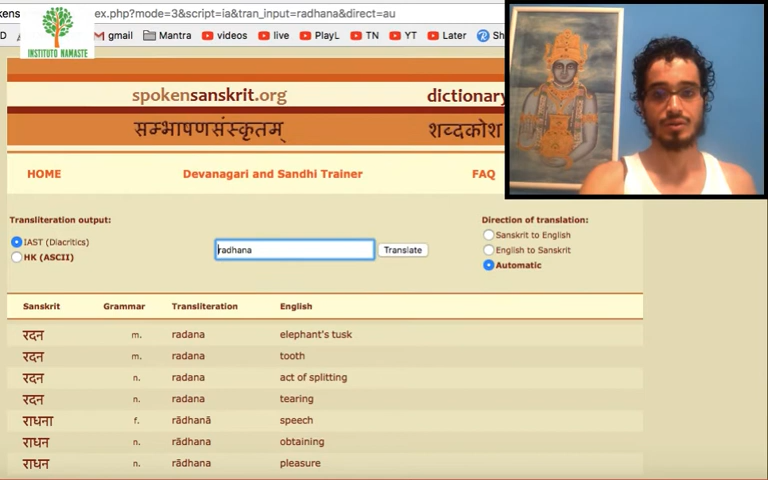 ex.php?mode=3&script=ia&tran_input=radhana&direct=au
gmail Mantra videos live PlayL TN YT Later Sh
INSTITUTO NAMASTE
spokensanskrit.org dictionary
सम्भाषणसंस्कृतम् शब्दकोश
HOME Devanagari and Sandhi Trainer FAQ
Transliteration output: Direction of translation:
IAST (Diacritics) Sanskrit to English
HK (ASCII) radhana Translate English to Sanskrit
Automatic
Sanskrit Grammar Transliteration English
रदन m. radana elephant's tusk
रदन m. radana tooth
रदन n. radana act of splitting
रदन n. radana tearing
राधना f. rādhanā speech
राधन n. rādhana obtaining
राधन n. rādhana pleasure